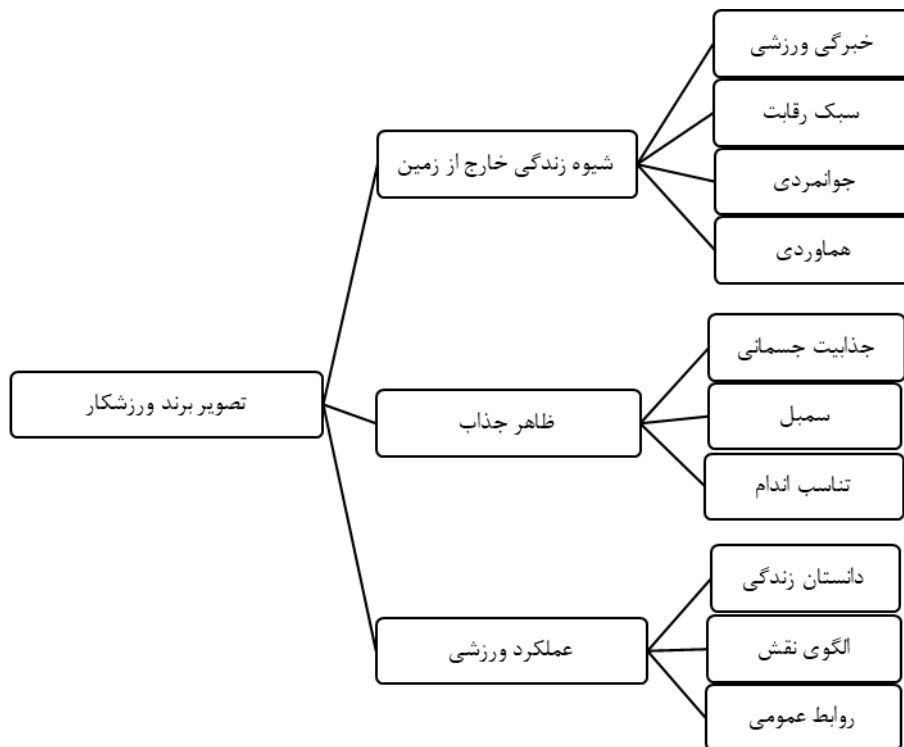 تصویر برند ورزشکار
شیوه زندگی خارج از زمین
خبرگی ورزشی
سبک رقابت
جوانمردی
هماوردی
ظاهر جذاب
جذابیت جسمانی
سمبل
تناسب اندام
عملکرد ورزشی
دانستان زندگی
الگوی نقش
روابط عمومی